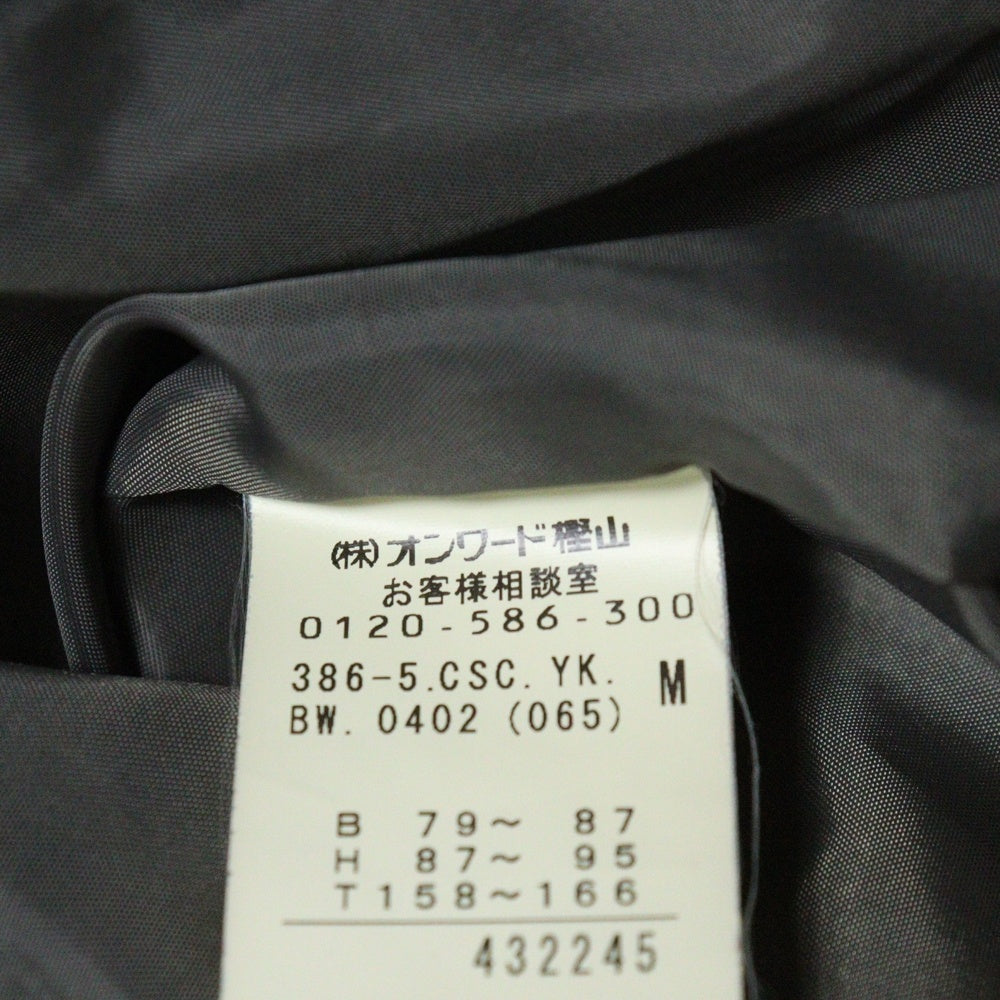 (株)オンワード樫山
お客様相談室
0120-586-300
386-5.CSC.YK. M
BW. 0402 (065)
B 79～ 87
H 87～ 95
T 158～166
432245